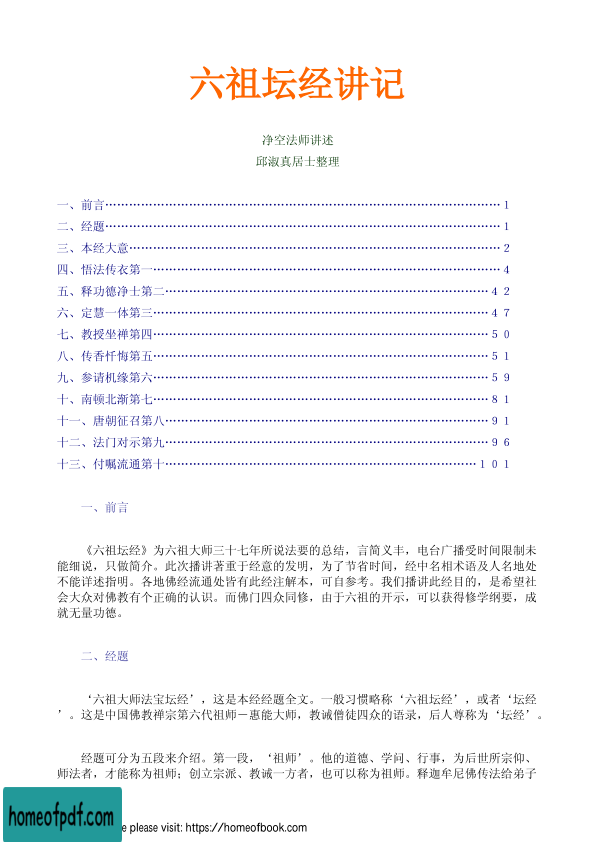 六祖坛经讲记
净空法师讲述
邱淑真居士整理
一、前言…………………………………………………………………………………………１
二、经题…………………………………………………………………………………………１
三、本经大意……………………………………………………………………………………２
四、悟法传衣第一………………………………………………………………………………４
五、释功德净士第二…………………………………………………………………………４２
六、定慧一体第三……………………………………………………………………………４７
七、教授坐禅第四……………………………………………………………………………５０
八、传香忏悔第五……………………………………………………………………………５１
九、参请机缘第六……………………………………………………………………………５９
十、南顿北渐第七……………………………………………………………………………８１
十一、唐朝征召第八…………………………………………………………………………９１
十二、法门对示第九…………………………………………………………………………９６
十三、付嘱流通第十………………………………………………………………………１０１
一、前言
《六祖坛经》为六祖大师三十七年所说法要的总结，言简义丰，电台广播受时间限制未
能细说，只做简介。此次播讲著重于经意的发明，为了节省时间，经中名相术语及人名地处
不能详述指明。各地佛经流通处皆有此经注解本，可自参考。我们播讲此经目的，是希望社
会大众对佛教有个正确的认识。而佛门四众同修，由于六祖的开示，可以获得修学纲要，成
就无量功德。
二、经题
‘六祖大师法宝坛经’，这是本经经题全文。一般习惯略称‘六祖坛经’，或者‘坛经
’。这是中国佛教禅宗第六代祖师－惠能大师，教诫僧徒四众的语录，后人尊称为‘坛经’。
经题可分为五段来介绍。第一段，‘祖师’。他的道德、学问、行事，为后世所宗仰、
师法者，才能称为祖师；创立宗派、教诫一方者，也可以称为祖师。释迦牟尼佛传法给弟子
homeofpdf.com
e please visit: https://homeofbook.com